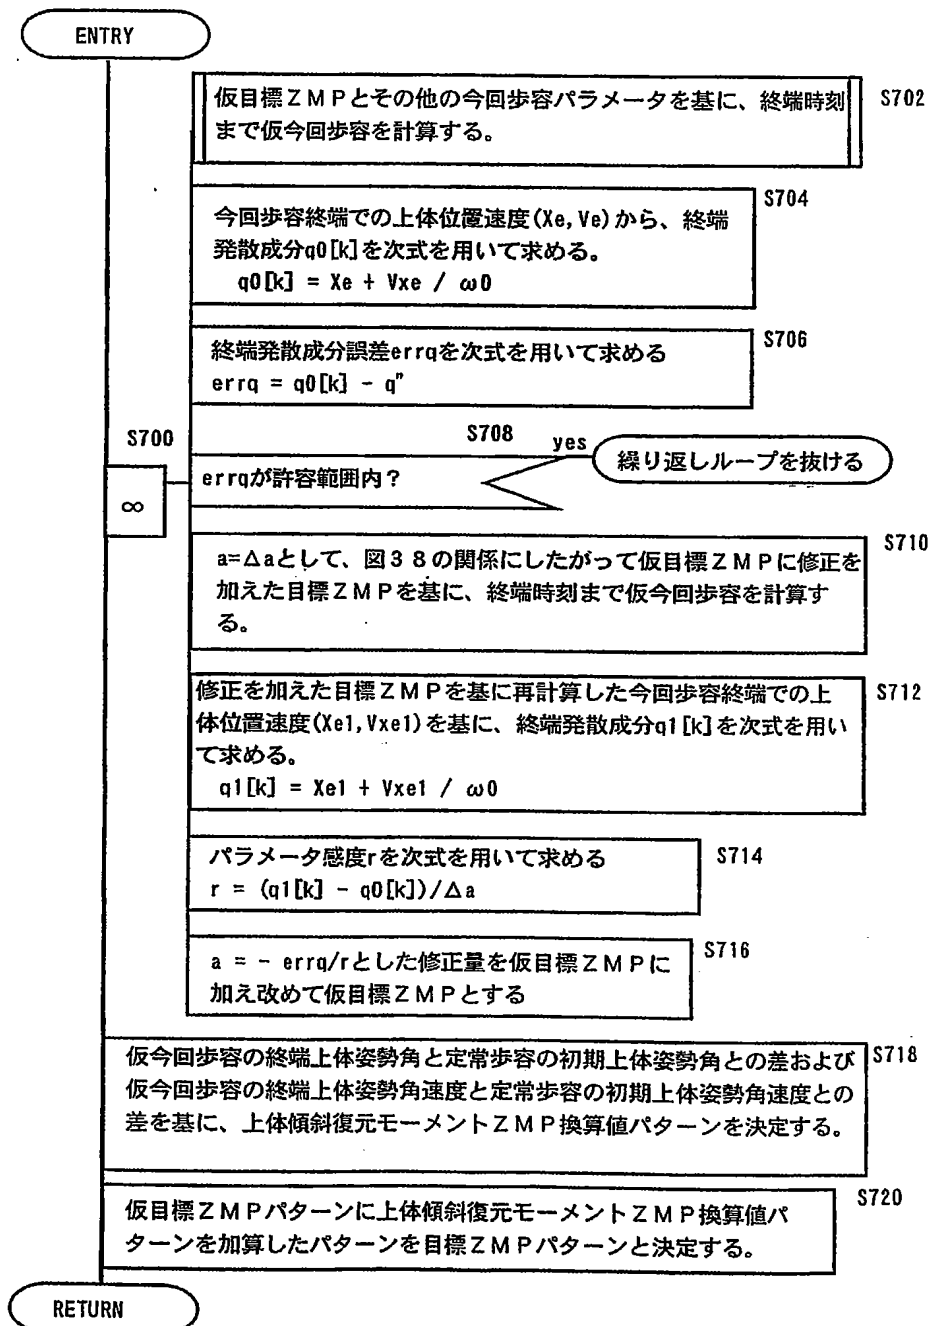 ENTRY
仮目標ZMPとその他の今回歩容パラメータを基に、終端時刻
まで仮今回歩容を計算する。
S702
S704
今回歩容終端での上体位置速度(Xe,Ve)から、終端
発散成分q0[k]を次式を用いて求める。
q0[k] = Xe + Vxe / ω0
S706
終端発散成分誤差errqを次式を用いて求める
errq = q0[k] - q"
S700
∞
S708
yes
繰り返しループを抜ける
errqが許容範囲内?
S710
a=Δaとして、図38の関係にしたがって仮目標ZMPに修正を
加えた目標ZMPを基に、終端時刻まで仮今回歩容を計算す
る。
S712
修正を加えた目標ZMPを基に再計算した今回歩容終端での上
体位置速度(Xe1,Vxe1)を基に、終端発散成分q1[k]を次式を用い
て求める。
q1[k] = Xe1 + Vxe1 / ω0
S714
パラメータ感度rを次式を用いて求める
r = (q1[k] - q0[k])/Δa
S716
a = - errq/rとした修正量を仮目標ZMPに
加え改めて仮目標ZMPとする
S718
仮今回歩容の終端上体姿勢角と定常歩容の初期上体姿勢角との差および
仮今回歩容の終端上体姿勢角速度と定常歩容の初期上体姿勢角速度との
差を基に、上体傾斜復元モーメントZMP換算値パターンを決定する。
S720
仮目標ZMPパターンに上体傾斜復元モーメントZMP換算値パ
ターンを加算したパターンを目標ZMPパターンと決定する。
RETURN